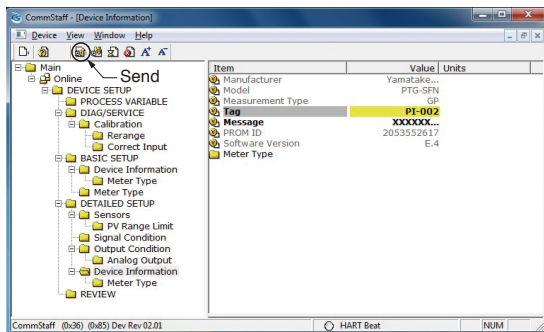 CommStaff - [Device Information]
Device View Window Help
Send
Main
Online
DEVICE SETUP
PROCESS VARIABLE
DIAG/SERVICE
Calibration
Rerange
Correct Input
BASIC SETUP
Device Information
Meter Type
Meter Type
DETAILED SETUP
Sensors
PV Range Limit
Signal Condition
Output Condition
Analog Output
Device Information
Meter Type
REVIEW
Item Value Units
Manufacturer Yamatake...
Model PTG-SFN
Measurement Type GP
Tag PI-002
Message XXXXXX...
PROM ID 2053552617
Software Version E.4
Meter Type
CommStaff (0x36) (0x85) Dev Rev 02.01 HART Beat NUM